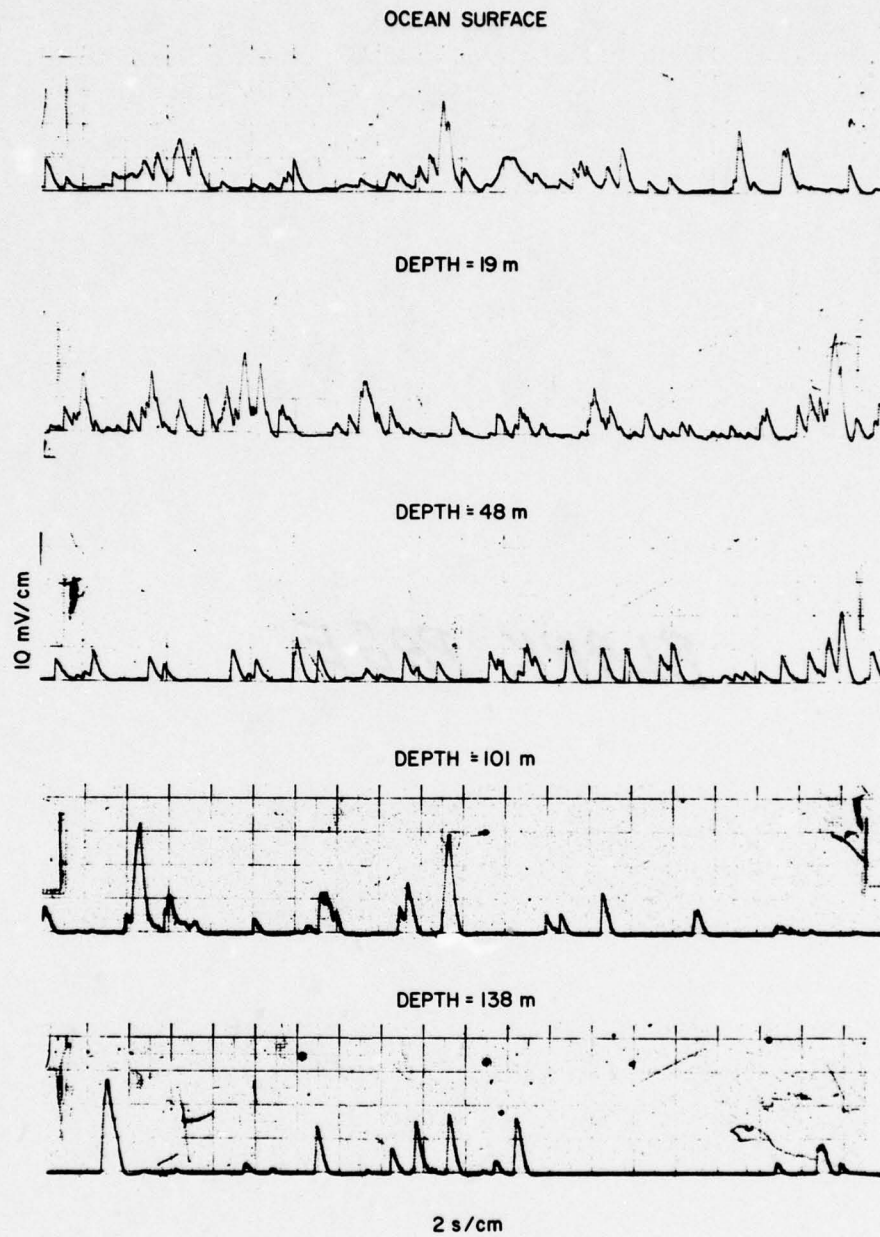 OCEAN SURFACE
DEPTH = 19 m
DEPTH = 48 m
10 mV/cm
DEPTH = 101 m
DEPTH = 138 m
2 s/cm